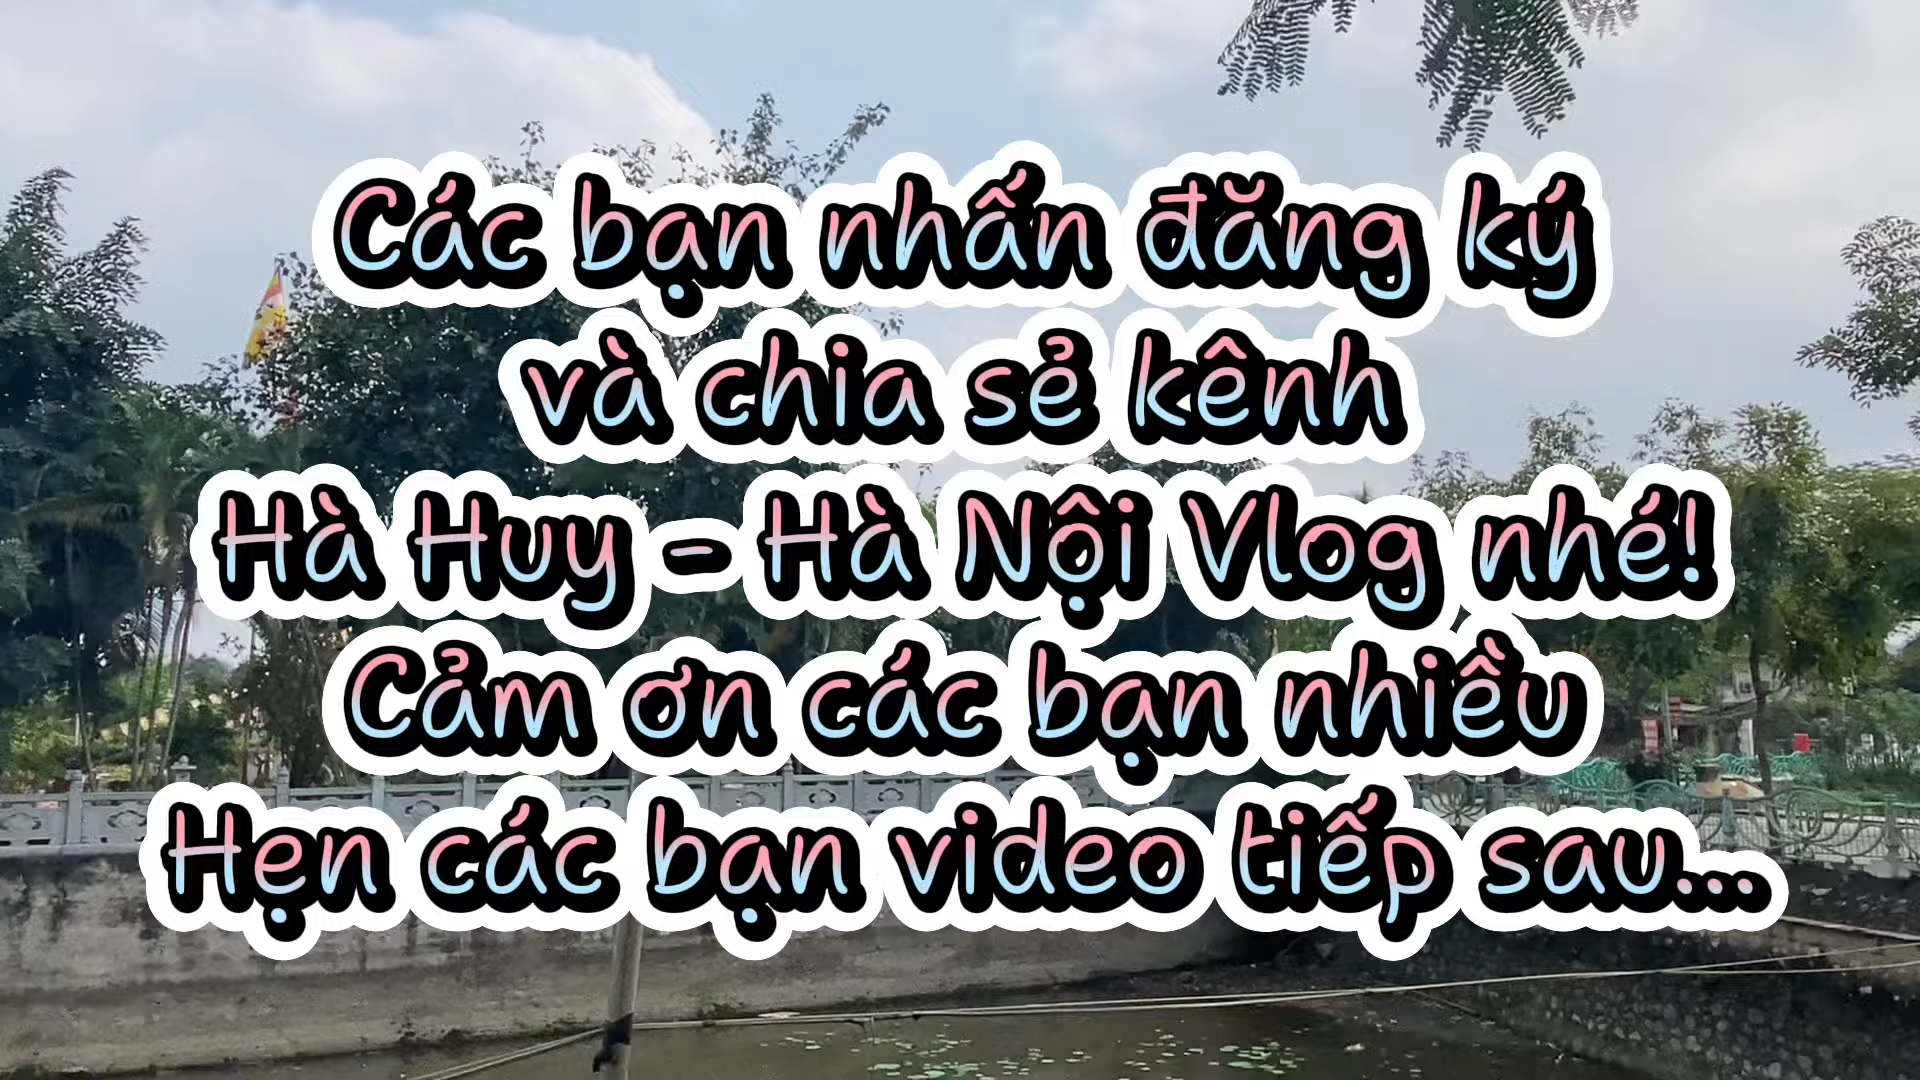 Các bạn nhấn đăng ký
và chia sẻ kênh
Hà Huy - Hà Nội Vlog nhé!
Cảm ơn các bạn nhiều
Hẹn các bạn video tiếp sau...